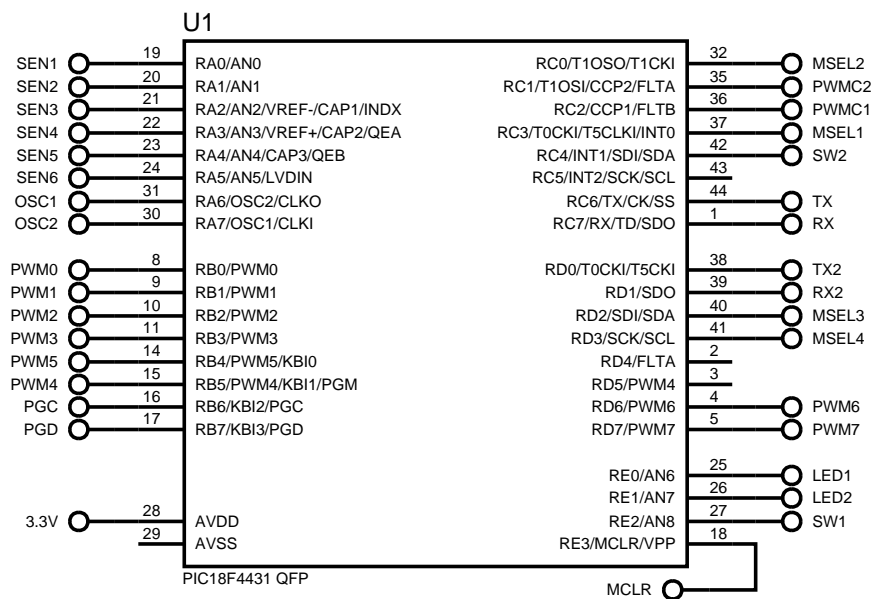 U1
SEN1 19 RA0/AN0 RC0/T1OSO/T1CKI 32 MSEL2
SEN2 20 RA1/AN1 RC1/T1OSI/CCP2/FLTA 35 PWMC2
SEN3 21 RA2/AN2/VREF-/CAP1/INDX RC2/CCP1/FLTB 36 PWMC1
SEN4 22 RA3/AN3/VREF+/CAP2/QEA RC3/T0CKI/T5CLKI/INT0 37 MSEL1
SEN5 23 RA4/AN4/CAP3/QEB RC4/INT1/SDI/SDA 42 SW2
SEN6 24 RA5/AN5/LVDIN RC5/INT2/SCK/SCL 43
OSC1 31 RA6/OSC2/CLKO RC6/TX/CK/SS 44 TX
OSC2 30 RA7/OSC1/CLKI RC7/RX/TD/SDO 1 RX
PWM0 8 RB0/PWM0 RD0/T0CKI/T5CKI 38 TX2
PWM1 9 RB1/PWM1 RD1/SDO 39 RX2
PWM2 10 RB2/PWM2 RD2/SDI/SDA 40 MSEL3
PWM3 11 RB3/PWM3 RD3/SCK/SCL 41 MSEL4
PWM5 14 RB4/PWM5/KBI0 RD4/FLTA 2
PWM4 15 RB5/PWM4/KBI1/PGM RD5/PWM4 3
PGC 16 RB6/KBI2/PGC RD6/PWM6 4 PWM6
PGD 17 RB7/KBI3/PGD RD7/PWM7 5 PWM7
RE0/AN6 25 LED1
RE1/AN7 26 LED2
3.3V 28 AVDD RE2/AN8 27 SW1
29 AVSS RE3/MCLR/VPP 18
PIC18F4431 QFP
MCLR